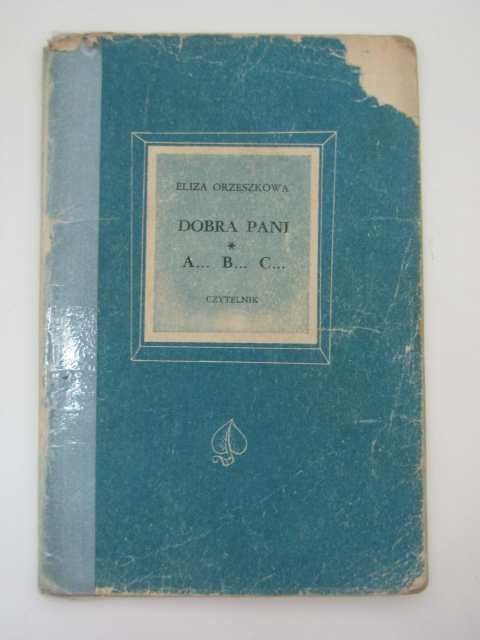 ELIZA ORZESZKOWA
DOBRA PANI
*
A... B... C...
CZYTELNIK